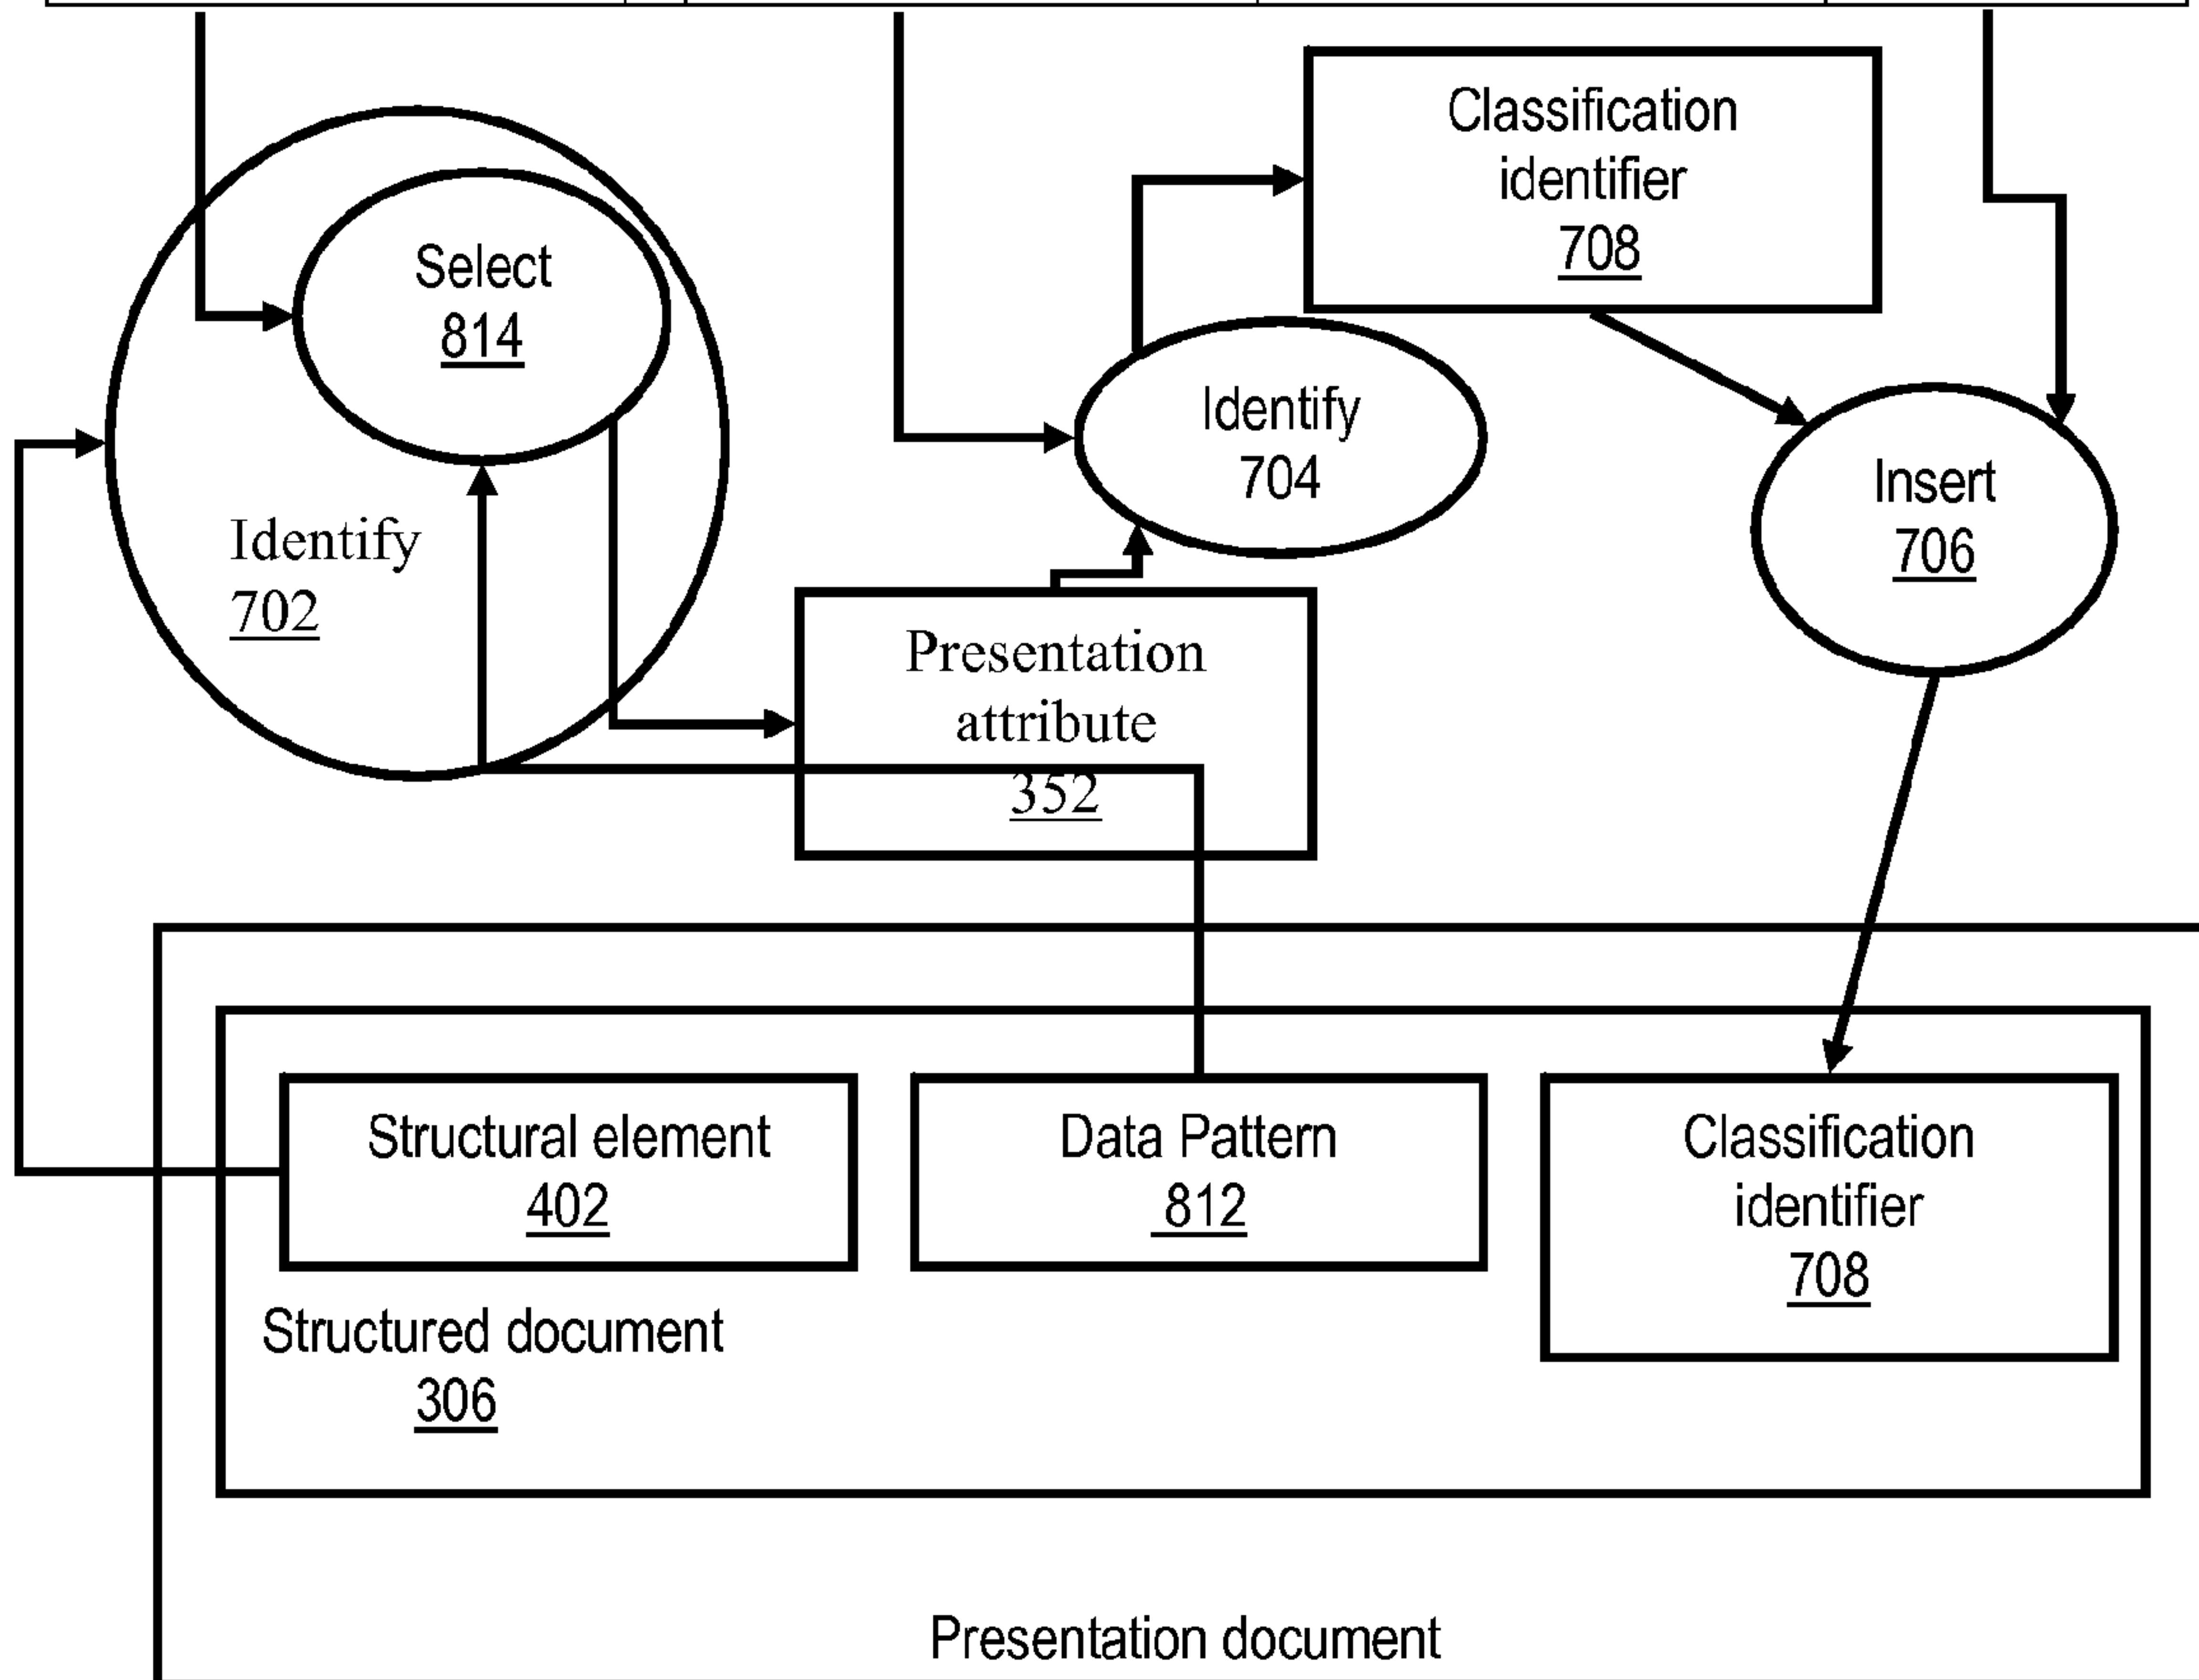 Classification
identifier
708
Select
814
Identify
704
Insert
706
Identify
702
Presentation
attribute
352
Structural element
402
Data Pattern
812
Classification
identifier
708
Structured document
306
Presentation document